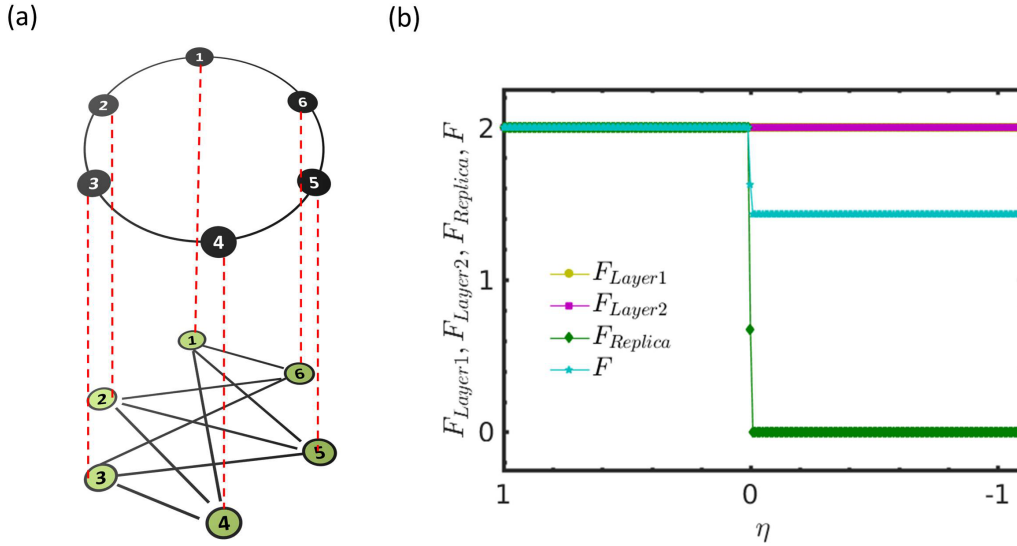 (a)
1
2
6
3
5
4
1
6
2
5
3
4
(b)
F_{Layer1}, F_{Layer2}, F_{Replica}, F
2
1
0
F_{Layer1}
F_{Layer2}
F_{Replica}
F
1
0
-1
η